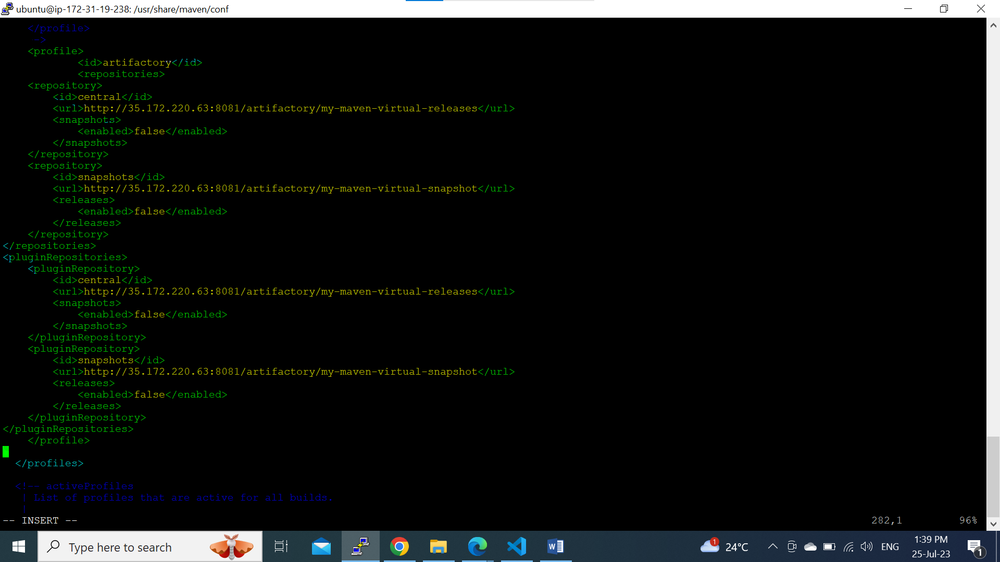 ubuntu@ip-172-31-19-238: /usr/share/maven/conf
    </profile>
     ->
    <profile>
            <id>artifactory</id>
            <repositories>
    <repository>
        <id>central</id>
        <url>http://35.172.220.63:8081/artifactory/my-maven-virtual-releases</url>
        <snapshots>
            <enabled>false</enabled>
        </snapshots>
    </repository>
    <repository>
        <id>snapshots</id>
        <url>http://35.172.220.63:8081/artifactory/my-maven-virtual-snapshot</url>
        <releases>
            <enabled>false</enabled>
        </releases>
    </repository>
</repositories>
<pluginRepositories>
    <pluginRepository>
        <id>central</id>
        <url>http://35.172.220.63:8081/artifactory/my-maven-virtual-releases</url>
        <snapshots>
            <enabled>false</enabled>
        </snapshots>
    </pluginRepository>
    <pluginRepository>
        <id>snapshots</id>
        <url>http://35.172.220.63:8081/artifactory/my-maven-virtual-snapshot</url>
        <releases>
            <enabled>false</enabled>
        </releases>
    </pluginRepository>
</pluginRepositories>
    </profile>
  </profiles>
  <!-- activeProfiles
   | List of profiles that are active for all builds.
   |
-- INSERT -- 282,1 96%
Type here to search 1 24°C ENG 1:39 PM
25-Jul-23 1